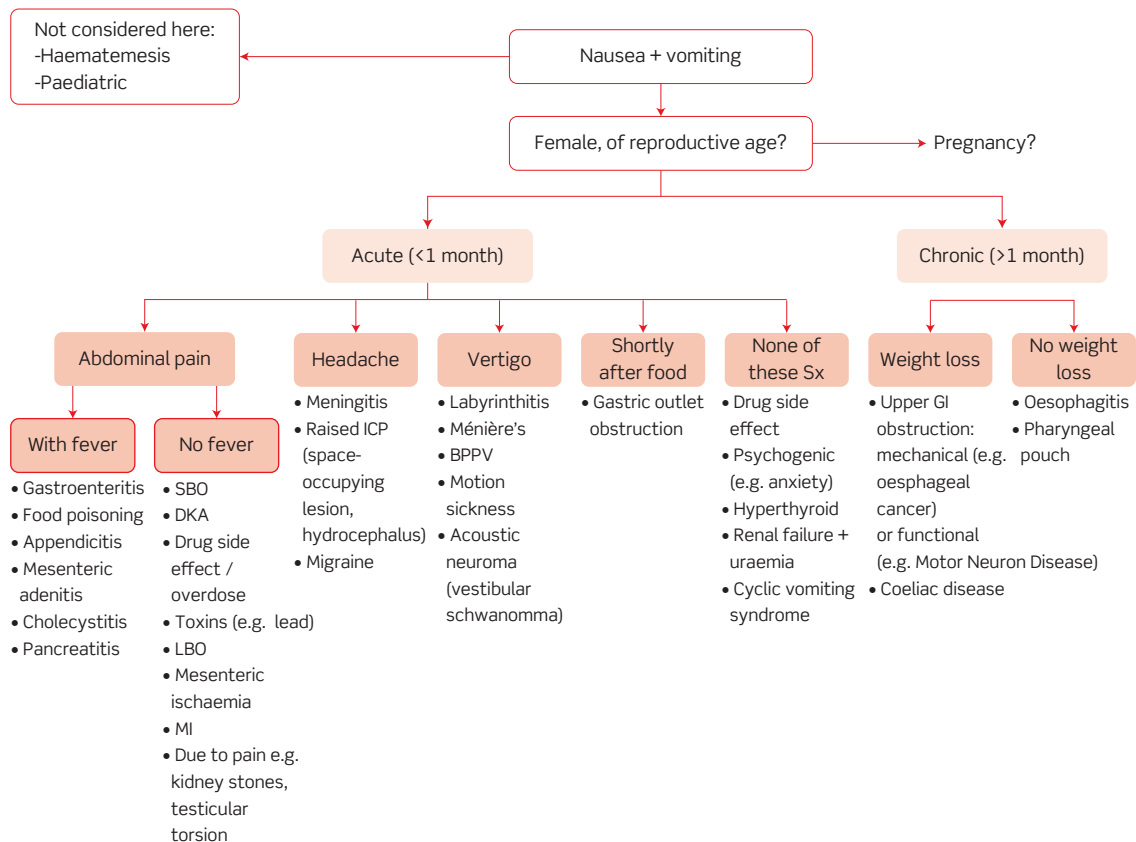 Not considered here:
-Haematemesis
-Paediatric
Nausea + vomiting
Female, of reproductive age?
Pregnancy?
Acute (<1 month)
Chronic (>1 month)
Abdominal pain
With fever
• Gastroenteritis
• Food poisoning
• Appendicitis
• Mesenteric
adenitis
• Cholecystitis
• Pancreatitis
No fever
• SBO
• DKA
• Drug side
effect /
overdose
• Toxins (e.g. lead)
• LBO
• Mesenteric
ischaemia
• MI
• Due to pain e.g.
kidney stones,
testicular
torsion
Headache
• Meningitis
• Raised ICP
(space-
occupying
lesion,
hydrocephalus)
• Migraine
Vertigo
• Labyrinthitis
• Ménière's
• BPPV
• Motion
sickness
• Acoustic
neuroma
(vestibular
schwanomma)
Shortly
after food
• Gastric outlet
obstruction
None of
these Sx
• Drug side
effect
• Psychogenic
(e.g. anxiety)
• Hyperthyroid
• Renal failure +
uraemia
• Cyclic vomiting
syndrome
Weight loss
• Upper GI
obstruction:
mechanical (e.g.
oesphageal
cancer)
or functional
(e.g. Motor Neuron Disease)
• Coeliac disease
No weight
loss
• Oesophagitis
• Pharyngeal
pouch